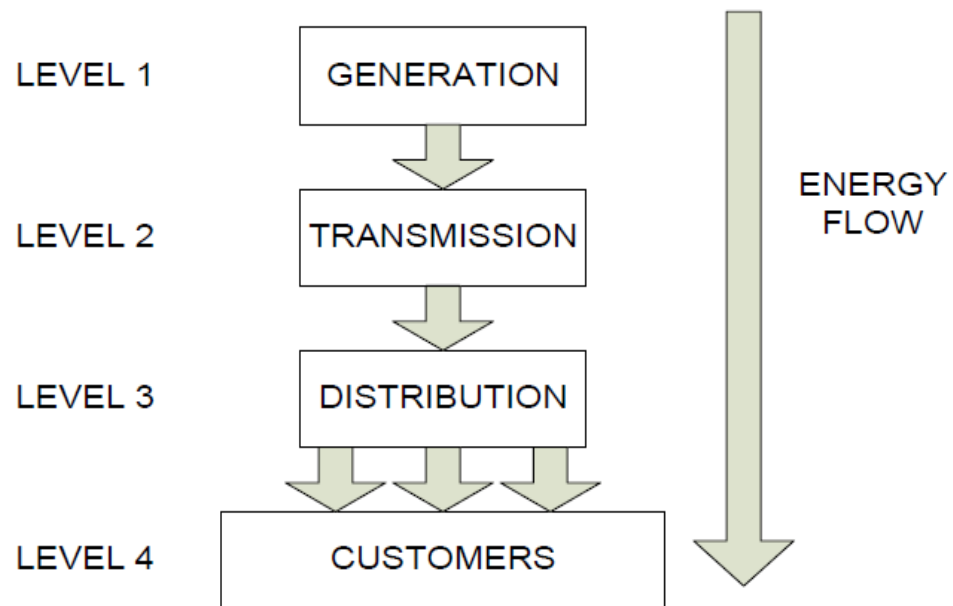 LEVEL 1
GENERATION
ENERGY
FLOW
LEVEL 2
TRANSMISSION
LEVEL 3
DISTRIBUTION
LEVEL 4
CUSTOMERS